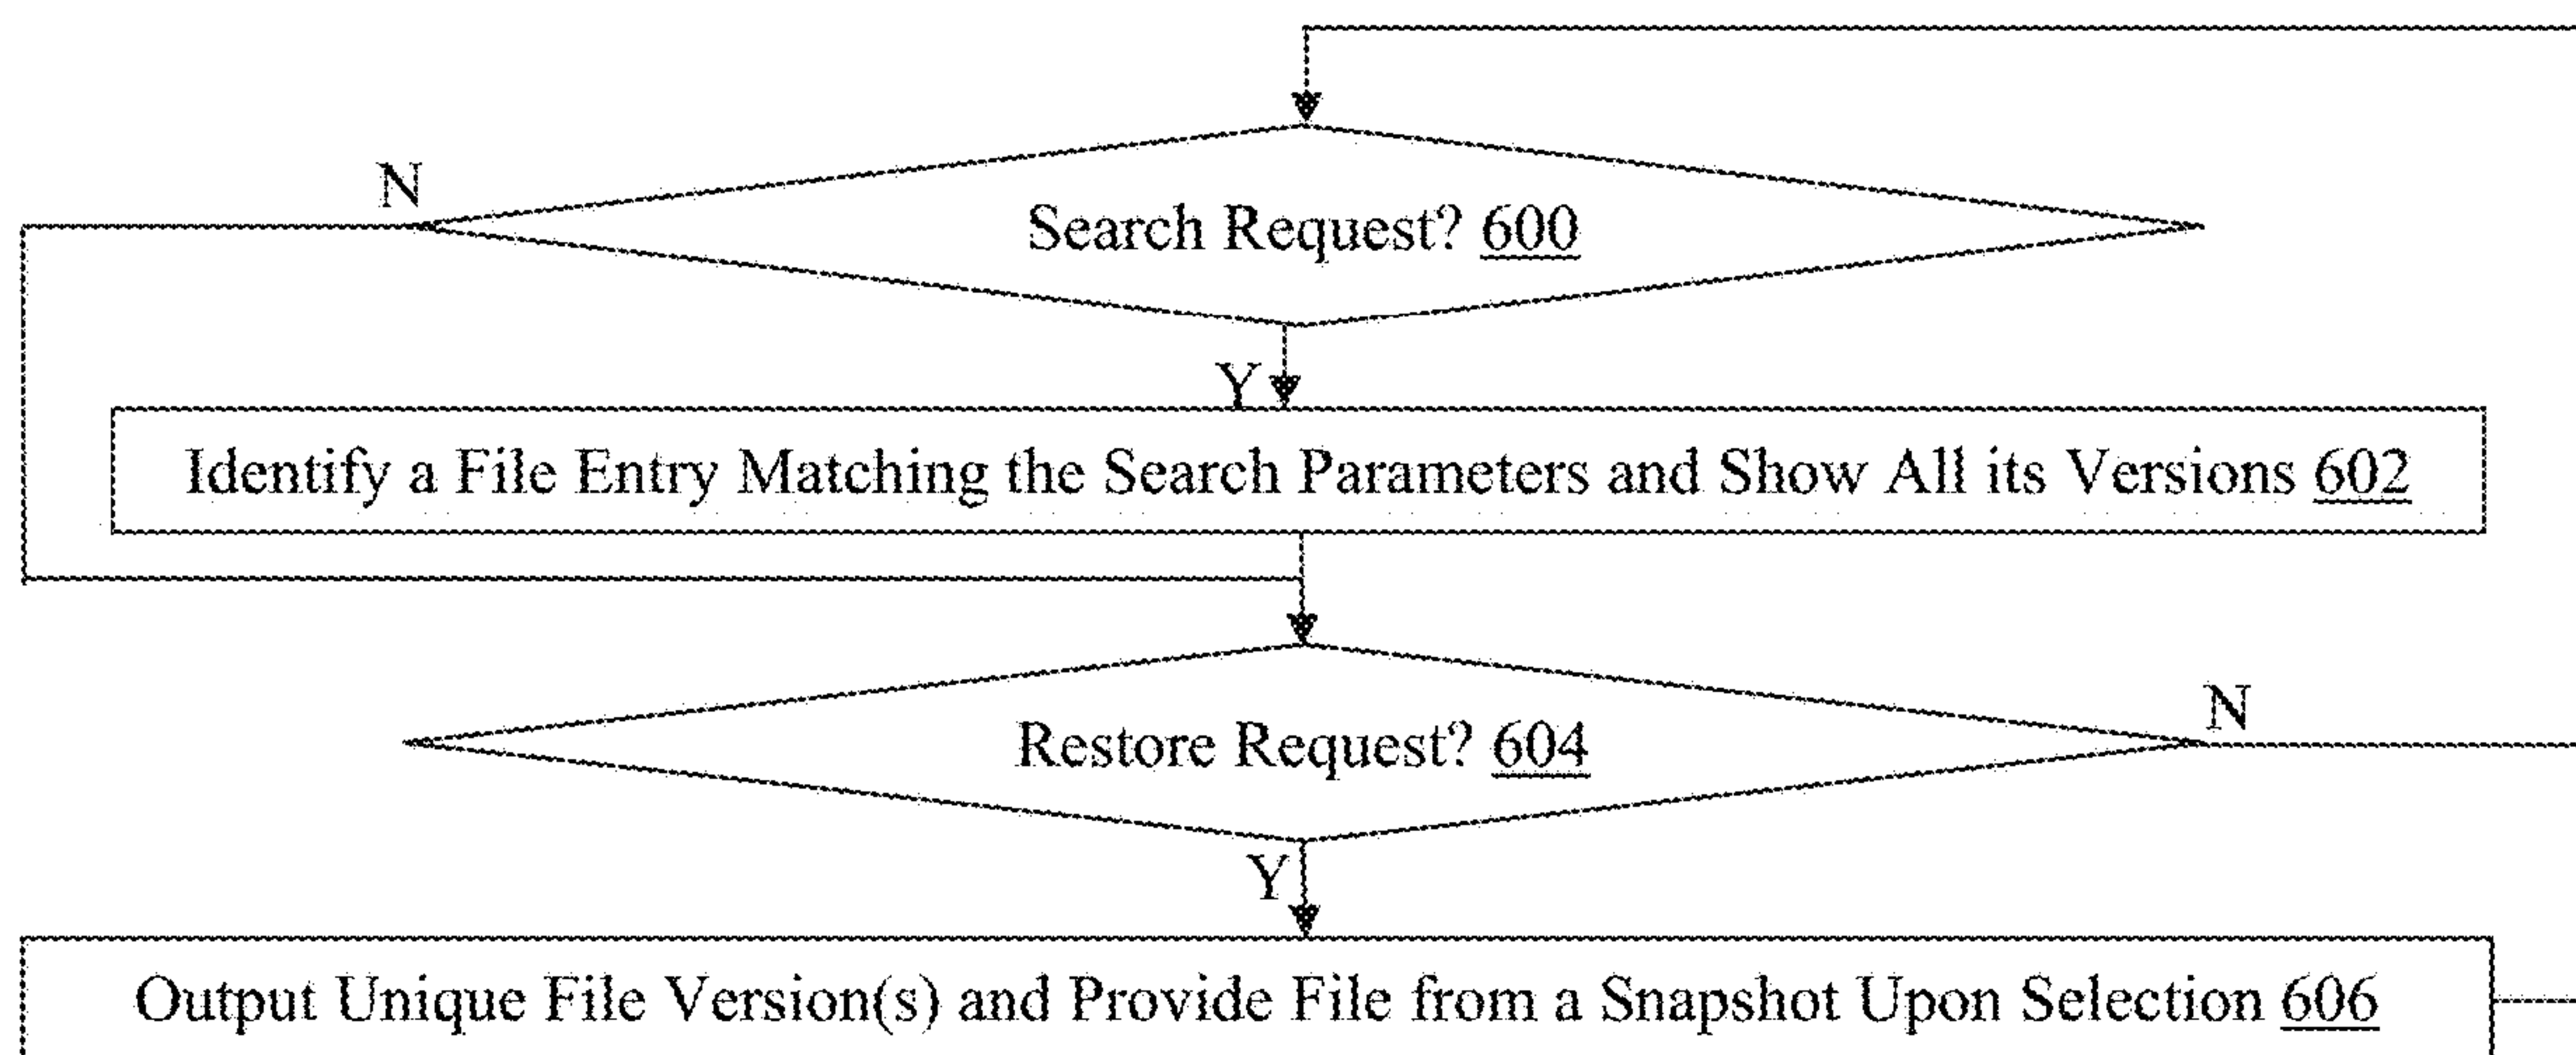 N
Search Request? 600
Y
Identify a File Entry Matching the Search Parameters and Show All its Versions 602
N
Restore Request? 604
Y
Output Unique File Version(s) and Provide File from a Snapshot Upon Selection 606